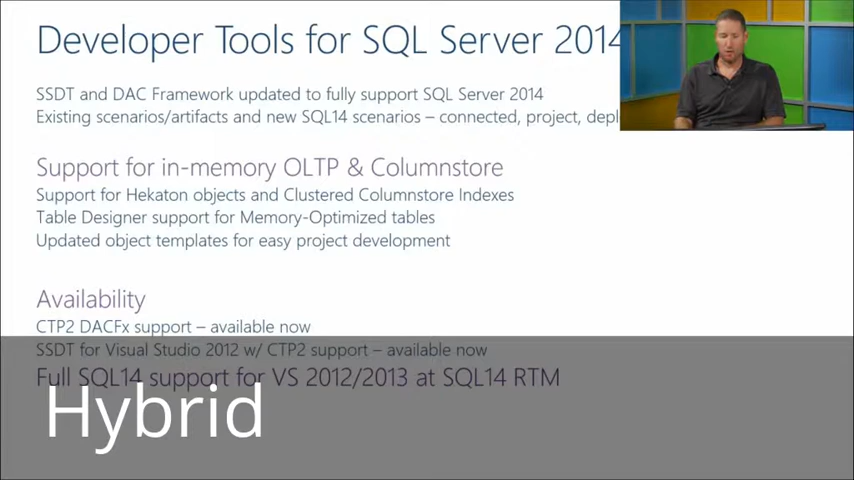 Developer Tools for SQL Server 2014
SSDT and DAC Framework updated to fully support SQL Server 2014
Existing scenarios/artifacts and new SQL14 scenarios – connected, project, depl
Support for in-memory OLTP & Columnstore
Support for Hekaton objects and Clustered Columnstore Indexes
Table Designer support for Memory-Optimized tables
Updated object templates for easy project development
Availability
CTP2 DACFx support – available now
SSDT for Visual Studio 2012 w/ CTP2 support – available now
Full SQL14 support for VS 2012/2013 at SQL14 RTM
Hybrid